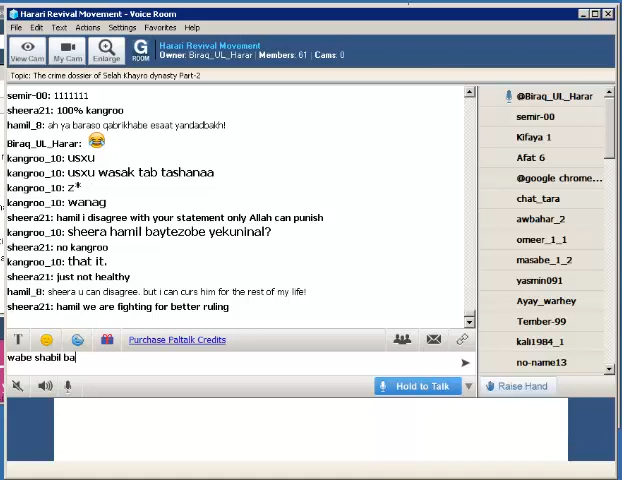 Harari Revival Movement - Voice Room
File Edit Text Actions Settings Favorites Help
View Cam My Cam Enlarge G ROOM
Harari Revival Movement
Owner: Biraq_UL_Harar | Members: 61 | Cams: 0
Topic: The crime dossier of Selah Khayro dynasty Part-2
semir-00: 1111111
sheera21: 100% kangroo
hamil_8: ah ya baraso qabrikhabe esaat yandadbakh!
Biraq_UL_Harar:
kangroo_10: usxu
kangroo_10: usxu wasak tab tashanaa
kangroo_10: z*
kangroo_10: wanag
sheera21: hamil i disagree with your statement only Allah can punish
kangroo_10: sheera hamil baytezobe yekuninal?
sheera21: no kangroo
kangroo_10: that it.
sheera21: just not healthy
hamil_8: sheera u can disagree. but i can curs him for the rest of my life!
sheera21: hamil we are fighting for better ruling
@Biraq_UL_Harar
semir-00
Kifaya 1
Afat 6
@google chrome...
chat_tara
awbahar_2
omeer_1_1
masabe_1_2
yasmin091
Ayay_warhey
Tember-99
kali1984_1
no-name13
T Purchase Paltalk Credits
wabe shabil ba
Hold to Talk
Raise Hand